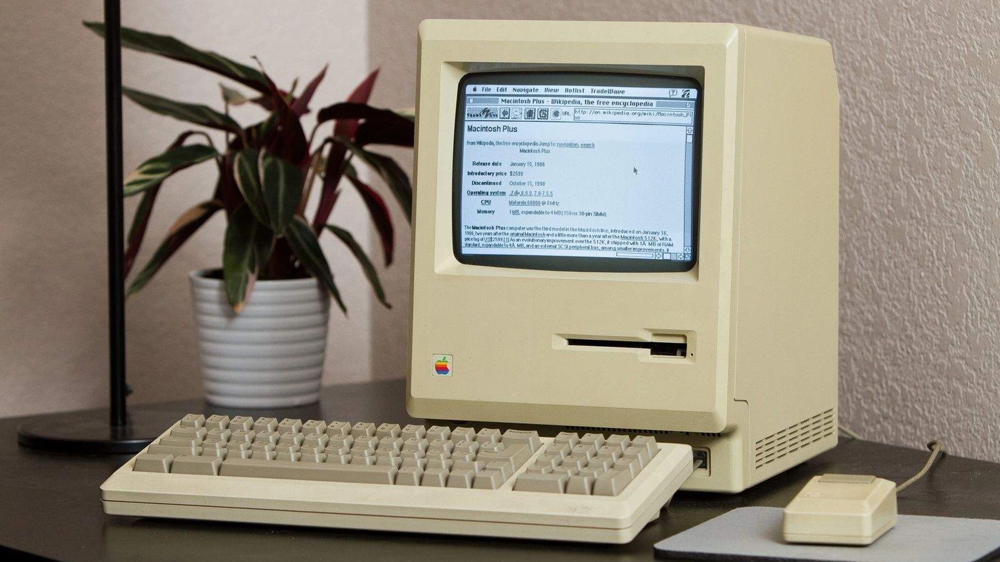 File Edit Navigate View Hotlist TradeWave
Macintosh Plus - Wikipedia, the free encyclopedia
URL: http://en.wikipedia.org/wiki/Macintosh_Pl
us
Macintosh Plus
From Wikipedia, the free encyclopedia Jump to: navigation, search
Macintosh Plus
Release date January 16, 1986
Introductory price $2599
Discontinued October 15, 1990
Operating system 6.0.8, 7.0-7.5.5
CPU Motorola 68000 @ 8 MHz
Memory 1 MB, expandable to 4 MB (150 ns 30-pin SIMM)
The Macintosh Plus computer was the third model in the Macintosh line, introduced on January 16,
1986, two years after the original Macintosh and a little more than a year after the Macintosh 512K, with a
price tag of US$2599.[1] As an evolutionary improvement over the 512K, it shipped with 1Â MB of RAM
standard, expandable to 4Â MB, and an external SCSI peripheral bus, among smaller improvements. It
Backspace